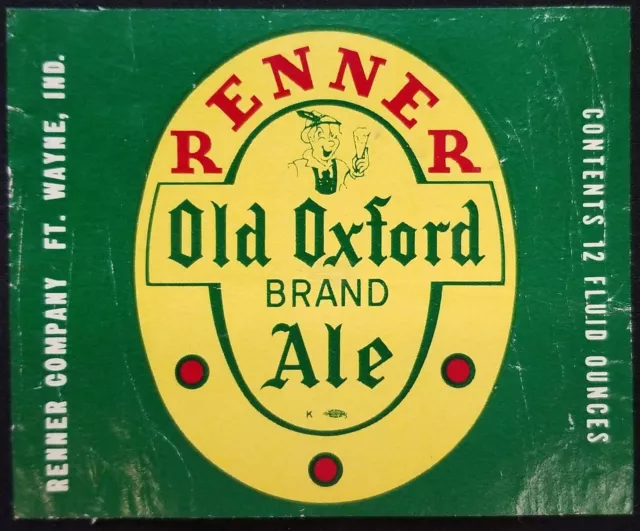 RENNER
Old Oxford
BRAND
Ale
K
RENNER COMPANY FT. WAYNE, IND.
CONTENTS 12 FLUID OUNCES